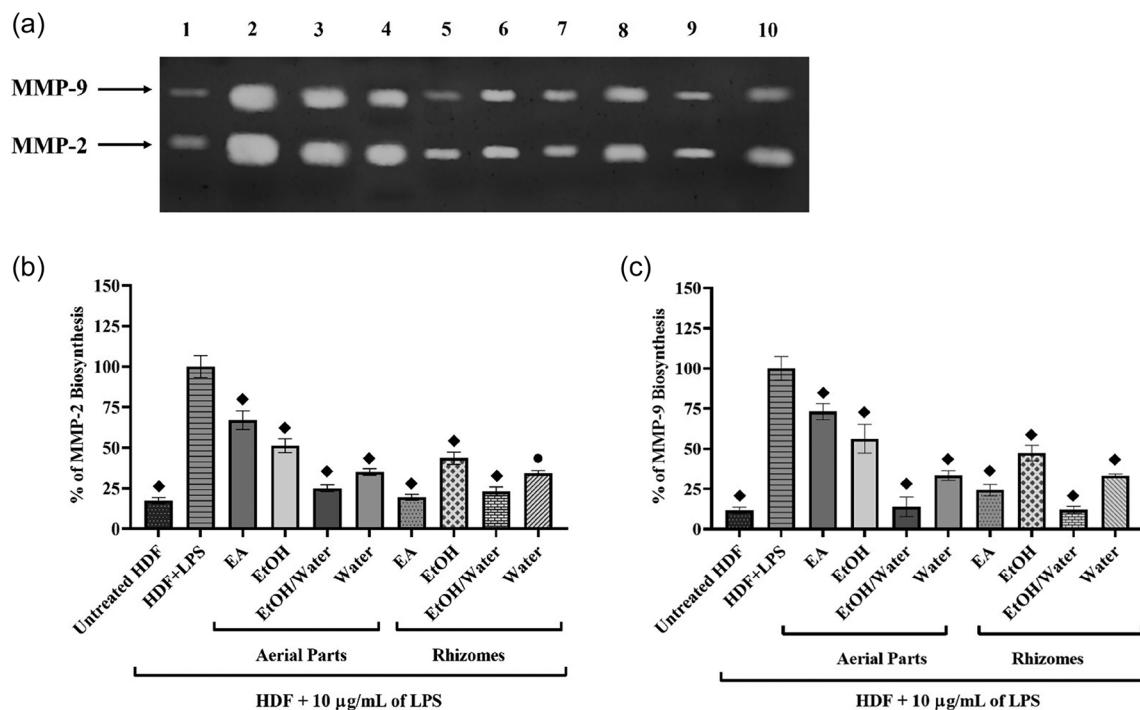 (a)
1 2 3 4 5 6 7 8 9 10
MMP-9
MMP-2
(b)
% of MMP-2 Biosynthesis
150
125
100
75
50
25
0
Untreated HDF
HDF+LPS
EA
EtOH
EtOH/Water
Water
EA
EtOH
EtOH/Water
Water
Aerial Parts
Rhizomes
HDF + 10 µg/mL of LPS
(c)
% of MMP-9 Biosynthesis
150
125
100
75
50
25
0
Untreated HDF
HDF+LPS
EA
EtOH
EtOH/Water
Water
EA
EtOH
EtOH/Water
Water
Aerial Parts
Rhizomes
HDF + 10 µg/mL of LPS